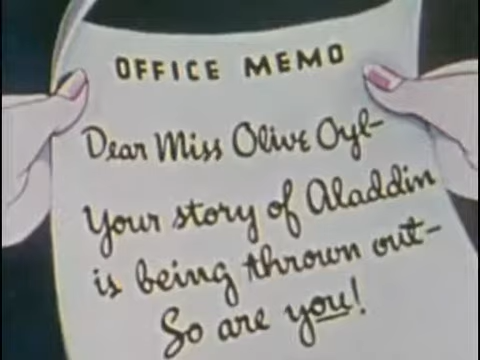 OFFICE MEMO
Dear Miss Olive Oyl-
Your story of Aladdin
is being thrown out-
So are you!